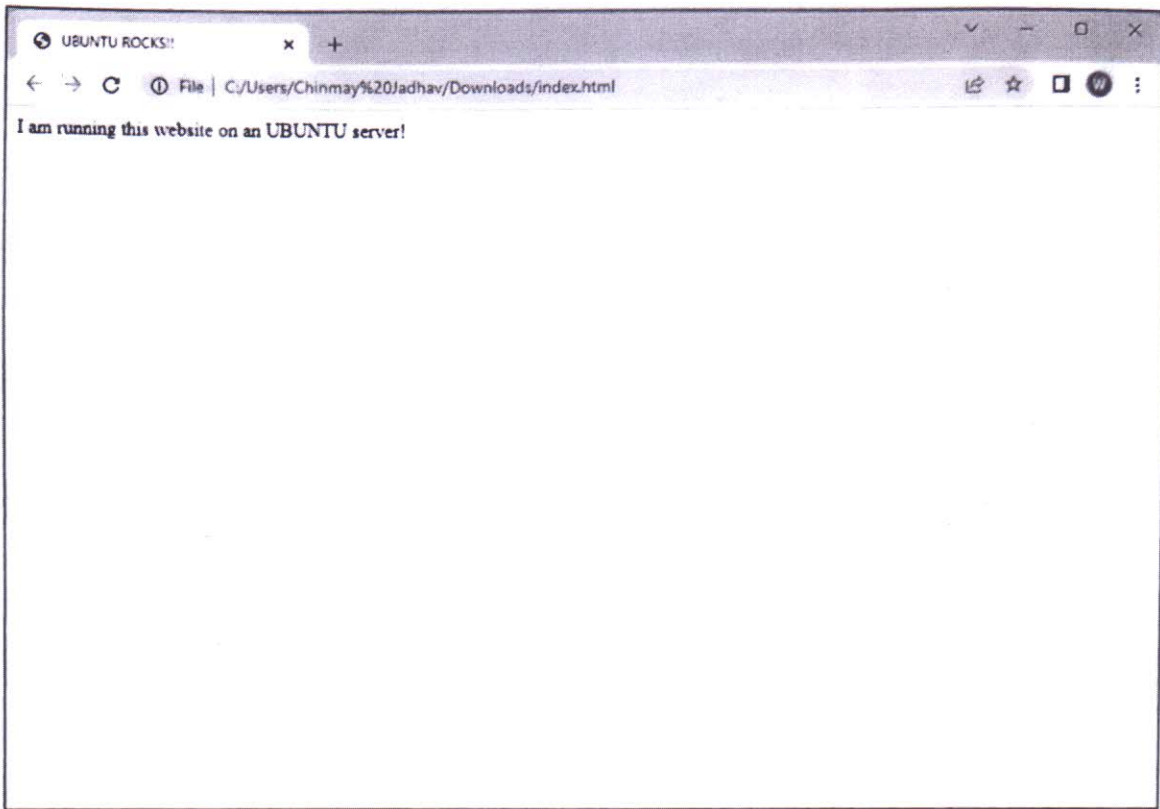 UBUNTU ROCKS!!
File | C:/Users/Chinmay%20Jadhav/Downloads/index.html
I am running this website on an UBUNTU server!